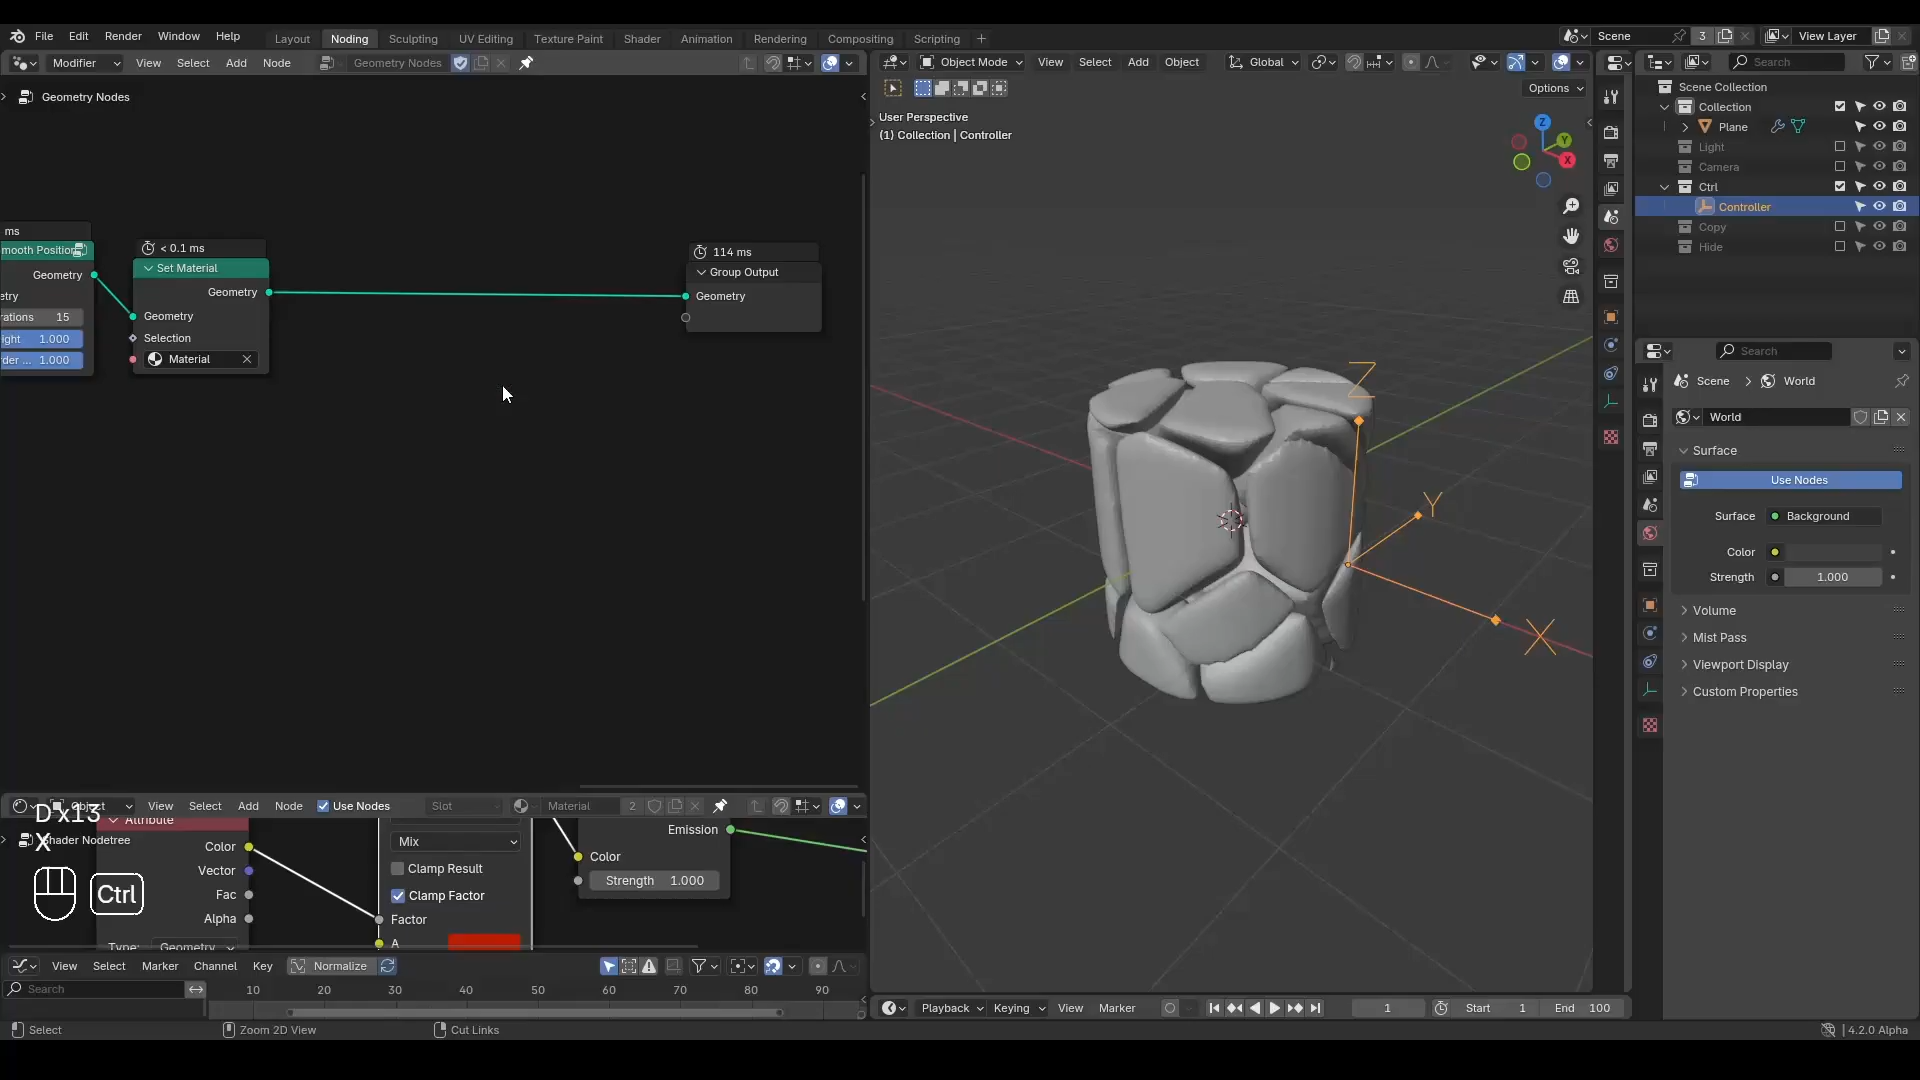 File Edit Render Window Help Layout Noding Sculpting UV Editing Texture Paint Shader Animation Rendering Compositing Scripting + Scene 3 View Layer
Modifier View Select Add Node Geometry Nodes
Geometry Nodes
ms
mooth Position
Geometry
etry
rations 15
ight 1.000
rder ... 1.000
< 0.1 ms
Set Material
Geometry
Geometry
Selection
Material
114 ms
Group Output
Geometry
Object Mode View Select Add Object Global
Options
User Perspective
(1) Collection | Controller
Z
Y
X
Z
Y
X
Search
Scene Collection
Collection
Plane
Light
Camera
Ctrl
Controller
Copy
Hide
Search
Scene > World
World
Surface
Use Nodes
Surface Background
Color
Strength 1.000
Volume
Mist Pass
Viewport Display
Custom Properties
Object View Select Add Node Use Nodes Slot Material 2
D x13
X
Ctrl
Shader Nodetree
Attribute
Color
Vector
Fac
Alpha
Type: Geometry
Mix
Clamp Result
Clamp Factor
Factor
A
Emission
Color
Strength 1.000
View Select Marker Channel Key Normalize
Search
10 20 30 40 50 60 70 80 90
Playback Keying View Marker 1 Start 1 End 100
Select Zoom 2D View Cut Links 4.2.0 Alpha